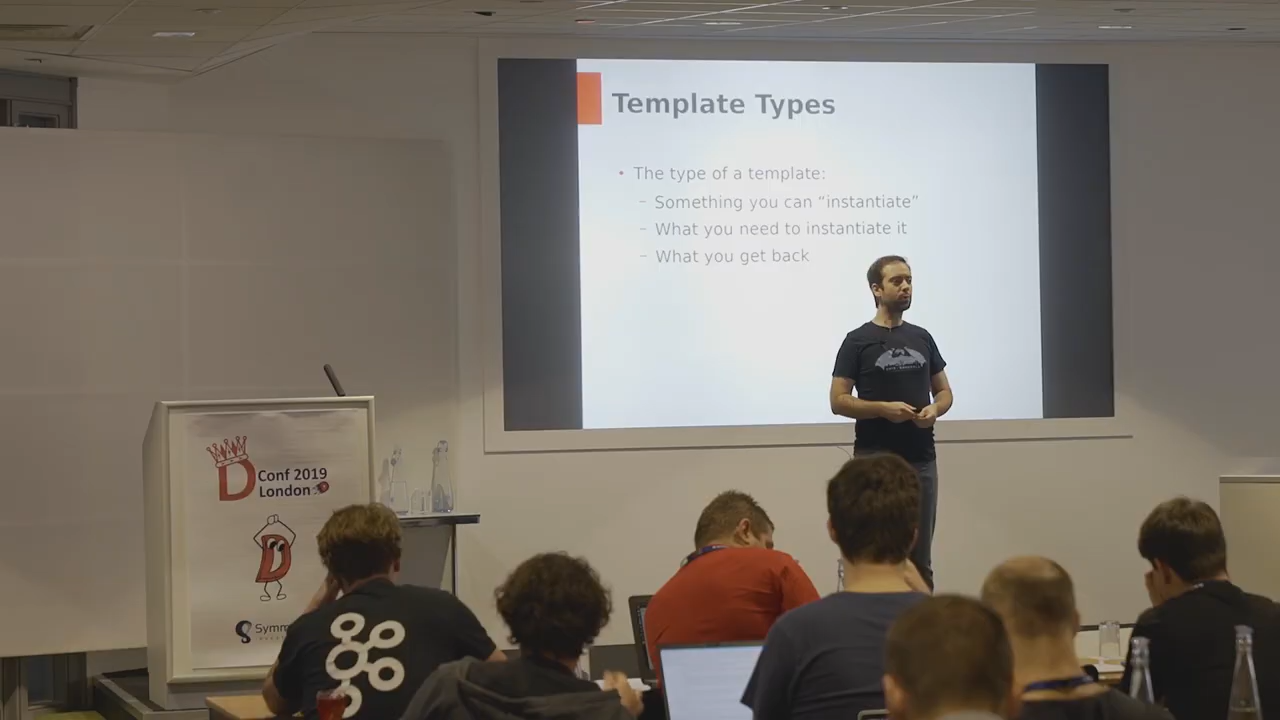 Template Types
• The type of a template:
– Something you can “instantiate”
– What you need to instantiate it
– What you get back
D Conf 2019
London
D